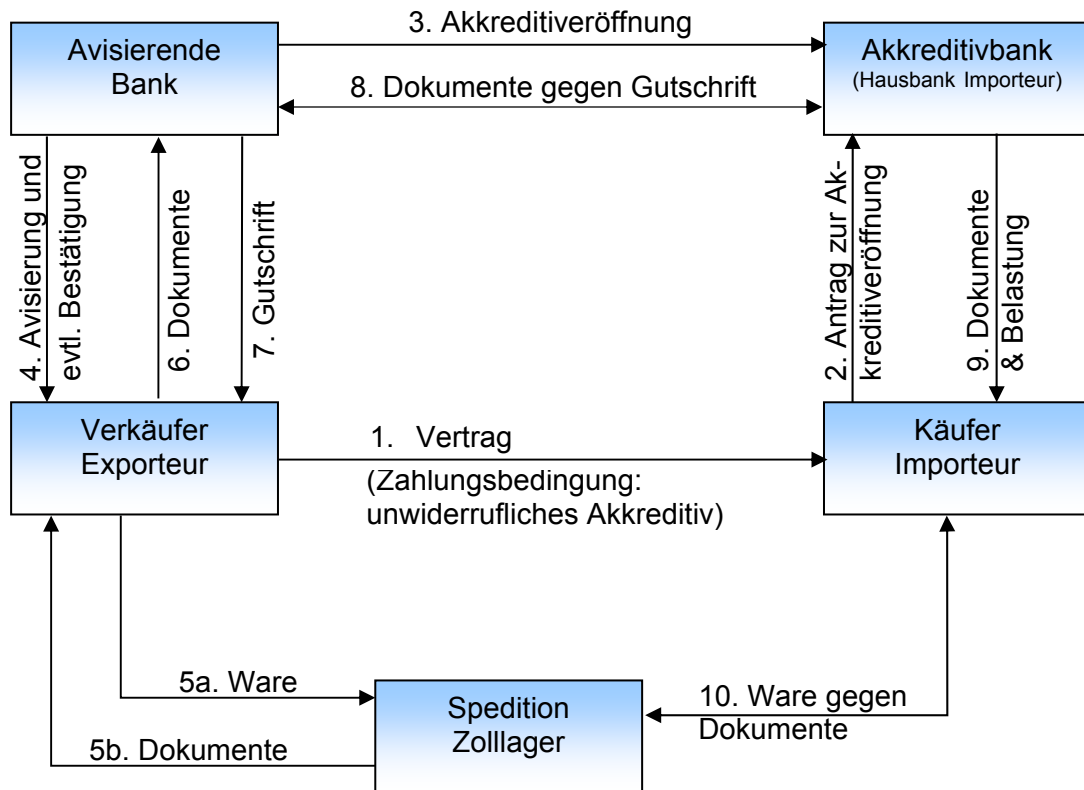 3. Akkreditiveröffnung
Avisierende
Bank
Akkreditivbank
(Hausbank Importeur)
8. Dokumente gegen Gutschrift
4. Avisierung und
evtl. Bestätigung
6. Dokumente
7. Gutschrift
2. Antrag zur Ak-
kreditiveröffnung
9. Dokumente
& Belastung
Verkäufer
Exporteur
1. Vertrag
(Zahlungsbedingung:
unwiderrufliches Akkreditiv)
Käufer
Importeur
5a. Ware
Spedition
Zolllager
10. Ware gegen
Dokumente
5b. Dokumente